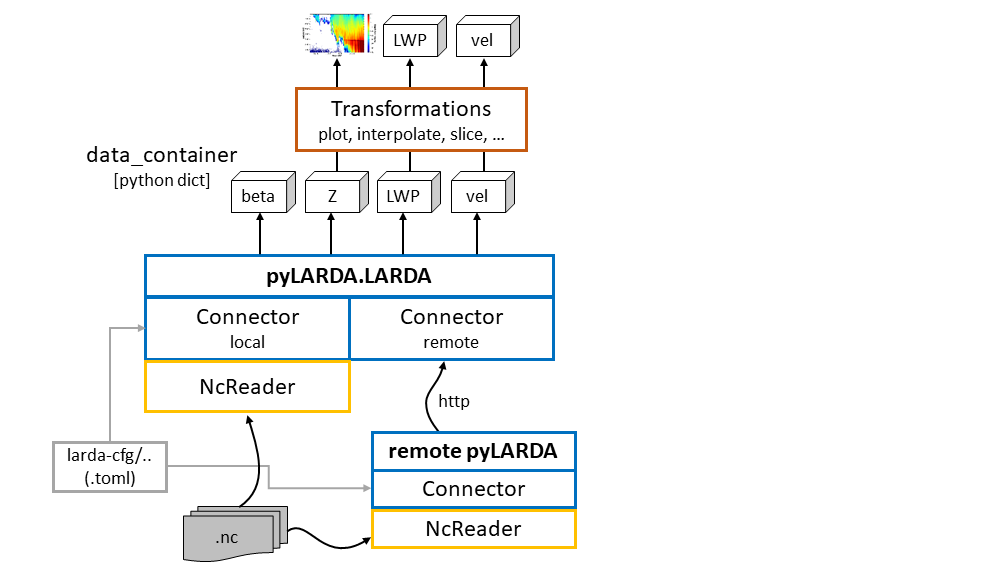 LWP
vel
Transformations
plot, interpolate, slice, ...
data_container
[python dict]
beta
Z
LWP
vel
pyLARDA.LARDA
Connector
local
Connector
remote
NcReader
http
larda-cfg/..
(.toml)
remote pyLARDA
Connector
NcReader
.nc